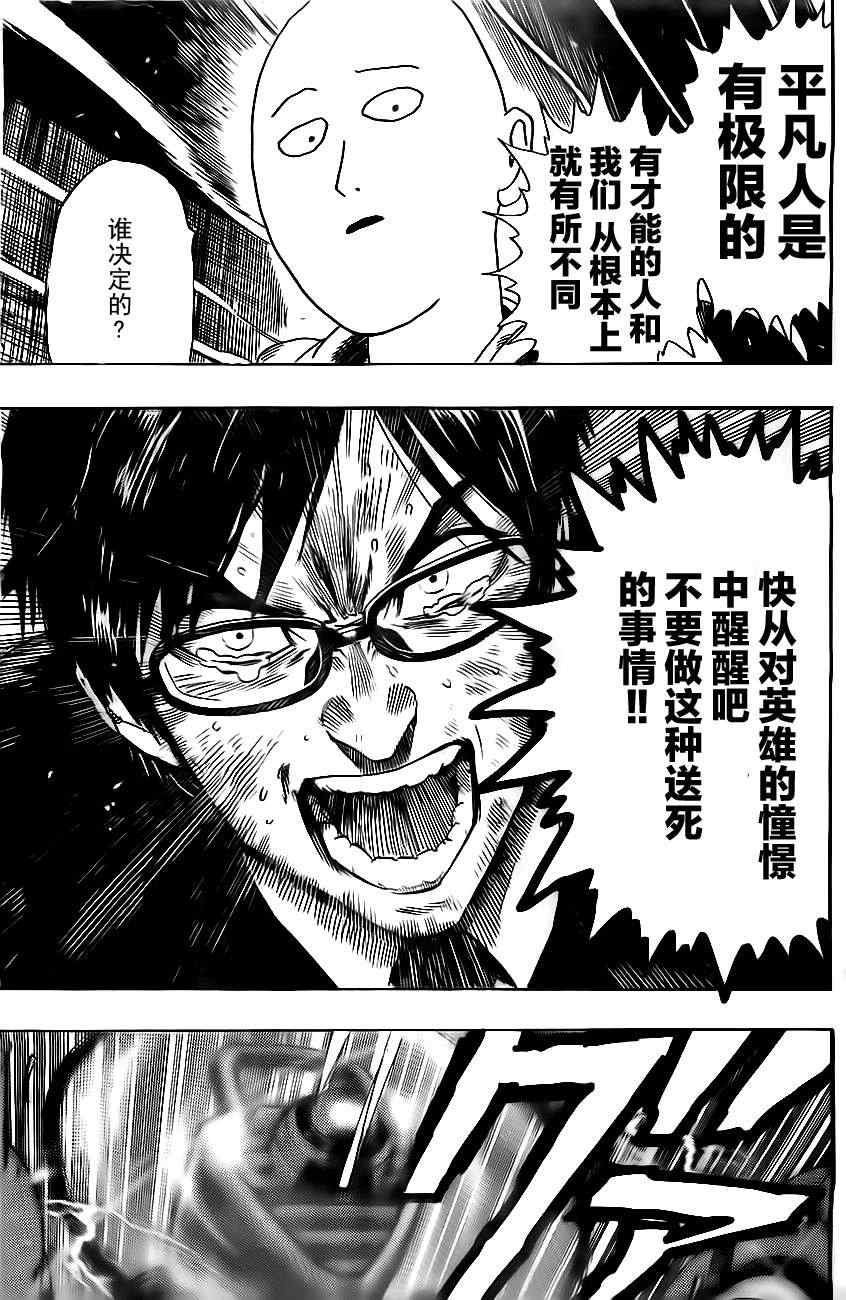 平凡人是
有极限的
有才能的人和
我们 从根本上
就有所不同
谁决定的?
快从对英雄的憧憬
中醒醒吧
不要做这种送死
的事情!!